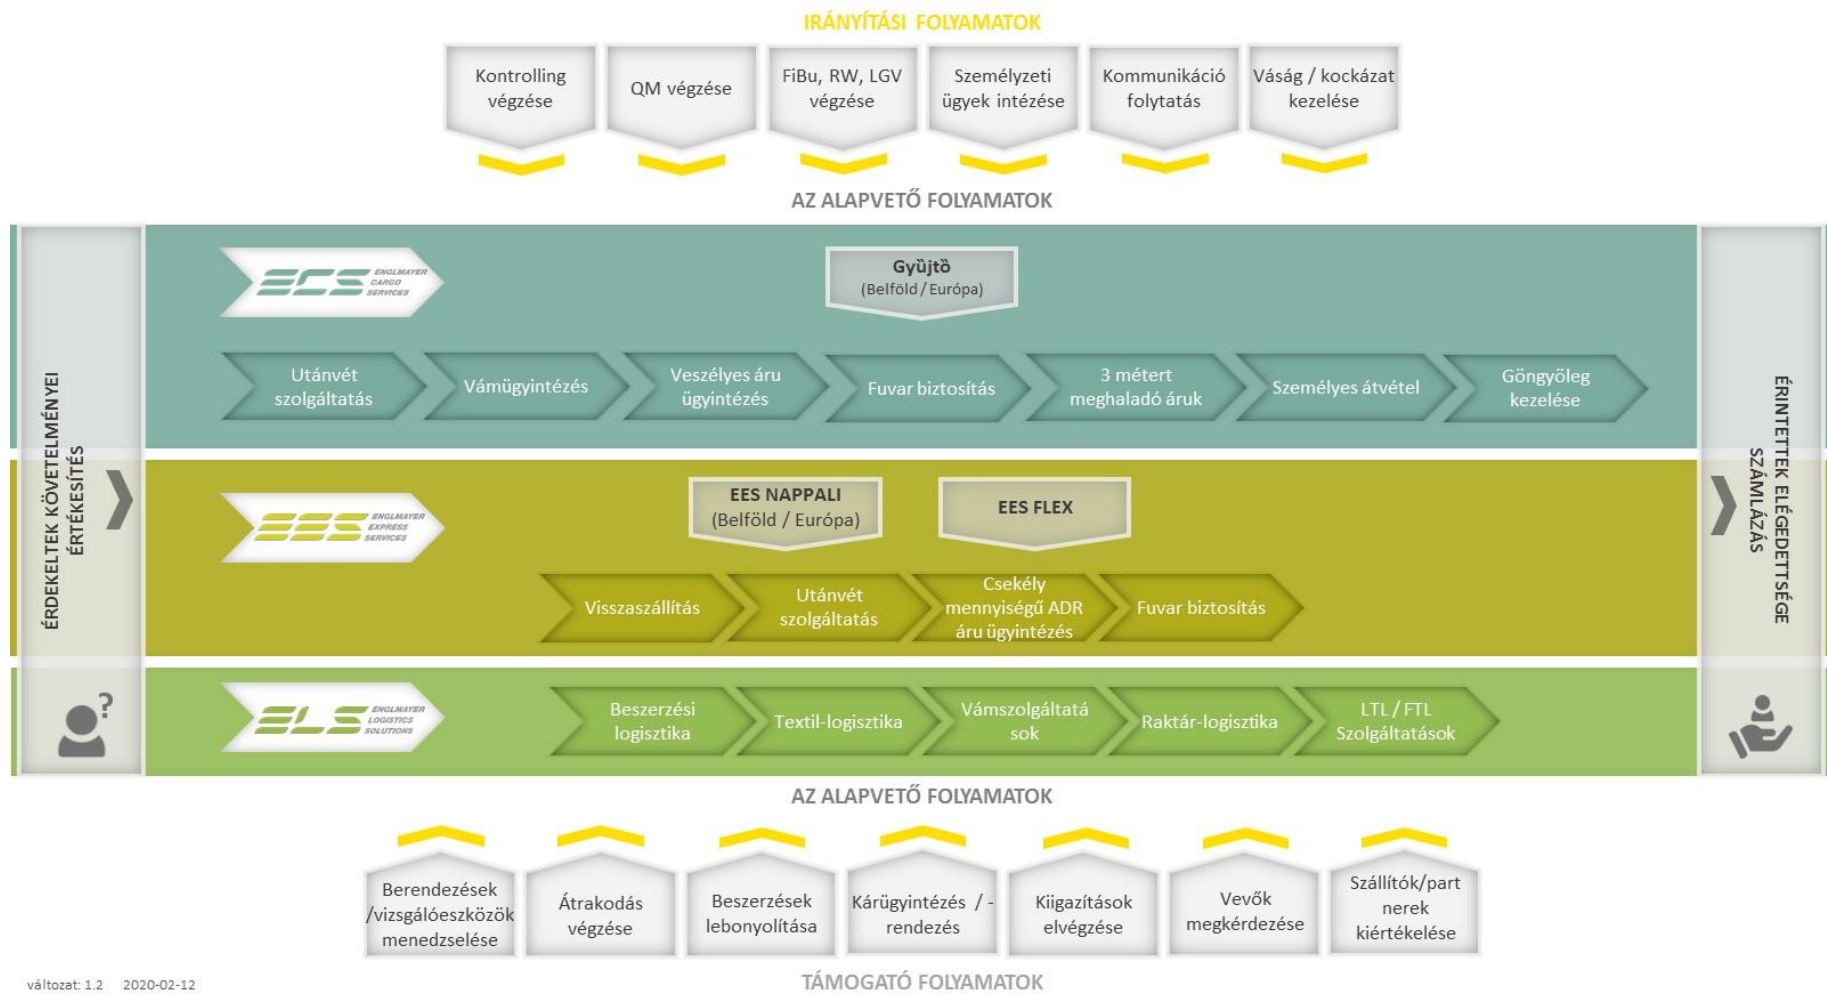 IRÁNYÍTÁSI FOLYAMATOK
Kontrolling
végzése
QM végzése
FiBu, RW, LGV
végzése
Személyzeti
ügyek intézése
Kommunikáció
folytatás
Váság / kockázat
kezelése
AZ ALAPVETŐ FOLYAMATOK
ÉRDEKELTEK KÖVETELMÉNYEI
ÉRTÉKESÍTÉS
ECS ENGLMAYER
CARGO
SERVICES
Gyűjtő
(Belföld / Európa)
Utánvét
szolgáltatás
Vámügyintézés
Veszélyes áru
ügyintézés
Fuvar biztosítás
3 métert
meghaladó áruk
Személyes átvétel
Göngyöleg
kezelése
EES ENGLMAYER
EXPRESS
SERVICES
EES NAPPALI
(Belföld / Európa)
EES FLEX
Visszaszállítás
Utánvét
szolgáltatás
Csekély
mennyiségű ADR
áru ügyintézés
Fuvar biztosítás
?
ELS ENGLMAYER
LOGISTICS
SOLUTIONS
Beszerzési
logisztika
Textil-logisztika
Vámszolgáltatá
sok
Raktár-logisztika
LTL / FTL
Szolgáltatások
ÉRINTETTEK ELÉGEDETTSÉGE
SZÁMLÁZÁS
AZ ALAPVETŐ FOLYAMATOK
Berendezések
/vizsgálóeszközök
menedzselése
Átrakodás
végzése
Beszerzések
lebonyolítása
Kárügyintézés / -
rendezés
Kiigazítások
elvégzése
Vevők
megkérdezése
Szállítók/part
nerek
kiértékelése
TÁMOGATÓ FOLYAMATOK
változat: 1.2 2020-02-12